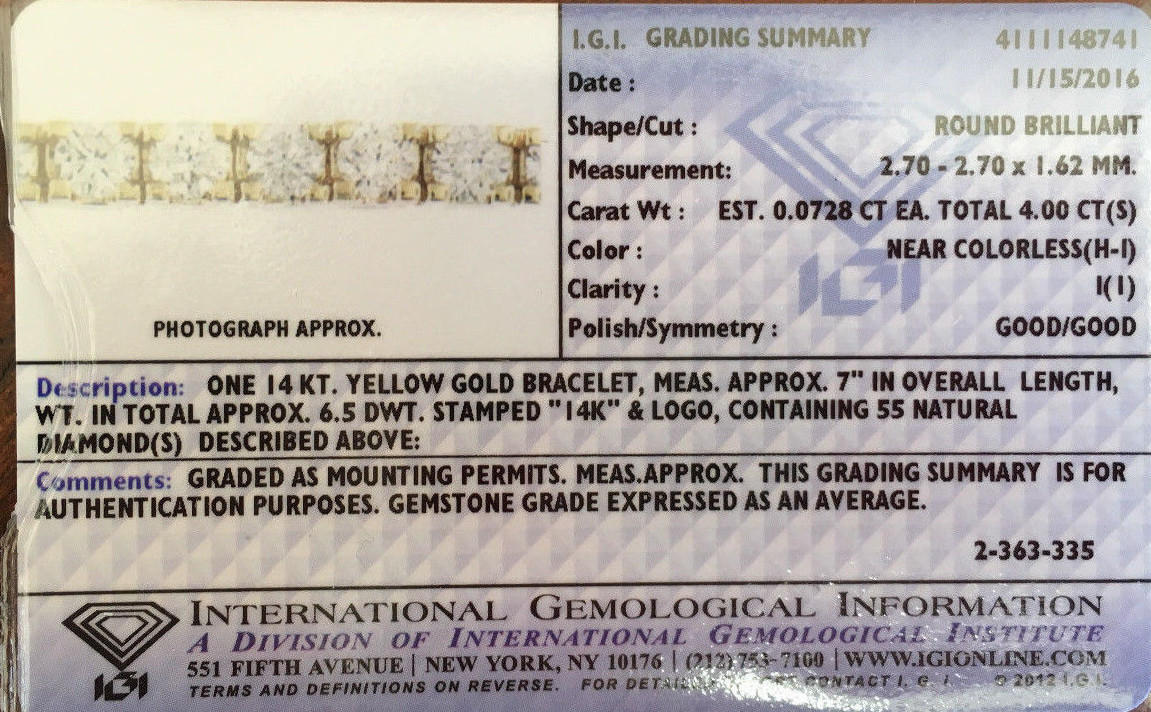 I.G.I. GRADING SUMMARY 4111148741
Date : 11/15/2016
Shape/Cut : ROUND BRILLIANT
Measurement: 2.70 - 2.70 x 1.62 MM.
Carat Wt : EST. 0.0728 CT EA. TOTAL 4.00 CT(S)
Color : NEAR COLORLESS(H-I)
Clarity : I(1)
Polish/Symmetry : GOOD/GOOD
PHOTOGRAPH APPROX.
IGI
Description: ONE 14 KT. YELLOW GOLD BRACELET, MEAS. APPROX. 7" IN OVERALL LENGTH,
WT. IN TOTAL APPROX. 6.5 DWT. STAMPED "14K" & LOGO, CONTAINING 55 NATURAL
DIAMOND(S) DESCRIBED ABOVE:
Comments: GRADED AS MOUNTING PERMITS. MEAS.APPROX. THIS GRADING SUMMARY IS FOR
AUTHENTICATION PURPOSES. GEMSTONE GRADE EXPRESSED AS AN AVERAGE.
2-363-335
INTERNATIONAL GEMOLOGICAL INFORMATION
A DIVISION OF INTERNATIONAL GEMOLOGICAL INSTITUTE
551 FIFTH AVENUE | NEW YORK, NY 10176 | (212) 753-7100 | WWW.IGIONLINE.COM
IGI TERMS AND DEFINITIONS ON REVERSE. FOR CONTACT I. G. I. © 2012 I.G.I.